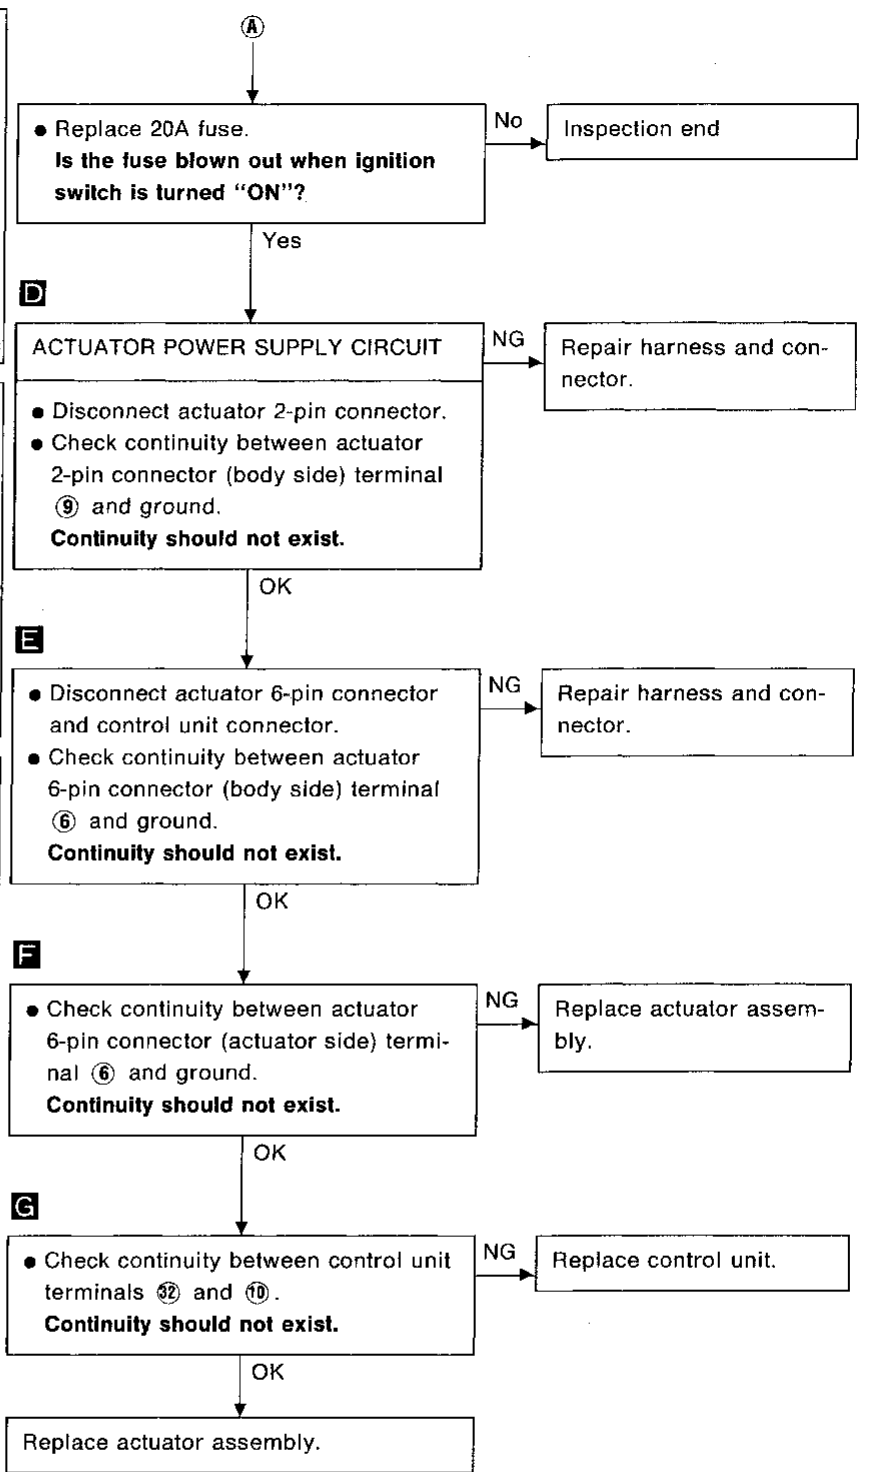 Ⓐ
● Replace 20A fuse.
Is the fuse blown out when ignition
switch is turned “ON”?
No
Inspection end
Yes
D
ACTUATOR POWER SUPPLY CIRCUIT
● Disconnect actuator 2-pin connector.
● Check continuity between actuator
2-pin connector (body side) terminal
⑨ and ground.
Continuity should not exist.
NG
Repair harness and con-
nector.
OK
E
● Disconnect actuator 6-pin connector
and control unit connector.
● Check continuity between actuator
6-pin connector (body side) terminal
⑥ and ground.
Continuity should not exist.
NG
Repair harness and con-
nector.
OK
F
● Check continuity between actuator
6-pin connector (actuator side) termi-
nal ⑥ and ground.
Continuity should not exist.
NG
Replace actuator assem-
bly.
OK
G
● Check continuity between control unit
terminals ㉜ and ⑩.
Continuity should not exist.
NG
Replace control unit.
OK
Replace actuator assembly.